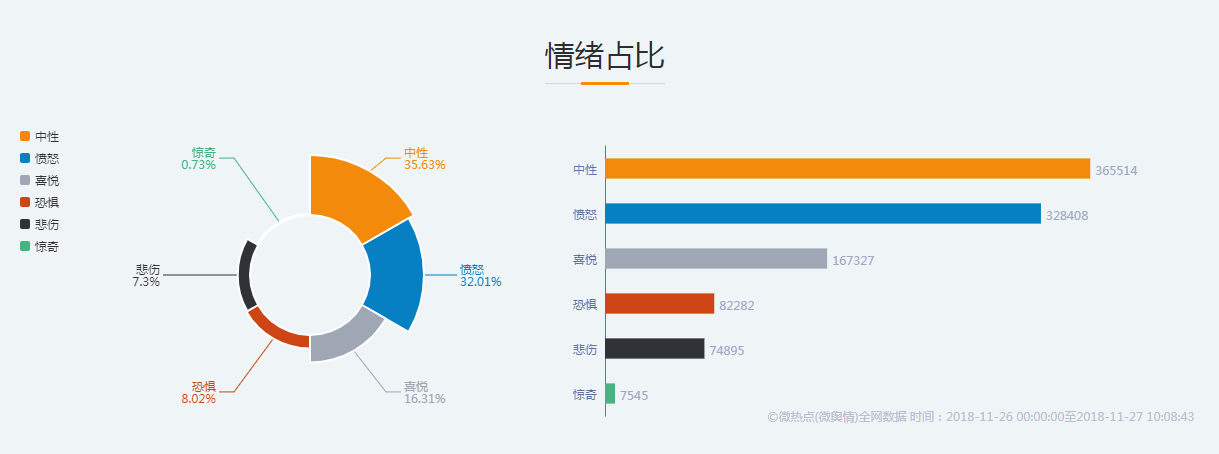 情绪占比
中性
愤怒
喜悦
恐惧
悲伤
惊奇
惊奇
0.73%
中性
35.63%
悲伤
7.3%
愤怒
32.01%
恐惧
8.02%
喜悦
16.31%
中性 365514
愤怒 328408
喜悦 167327
恐惧 82282
悲伤 74895
惊奇 7545
©微热点(微舆情)全网数据 时间：2018-11-26 00:00:00至2018-11-27 10:08:43